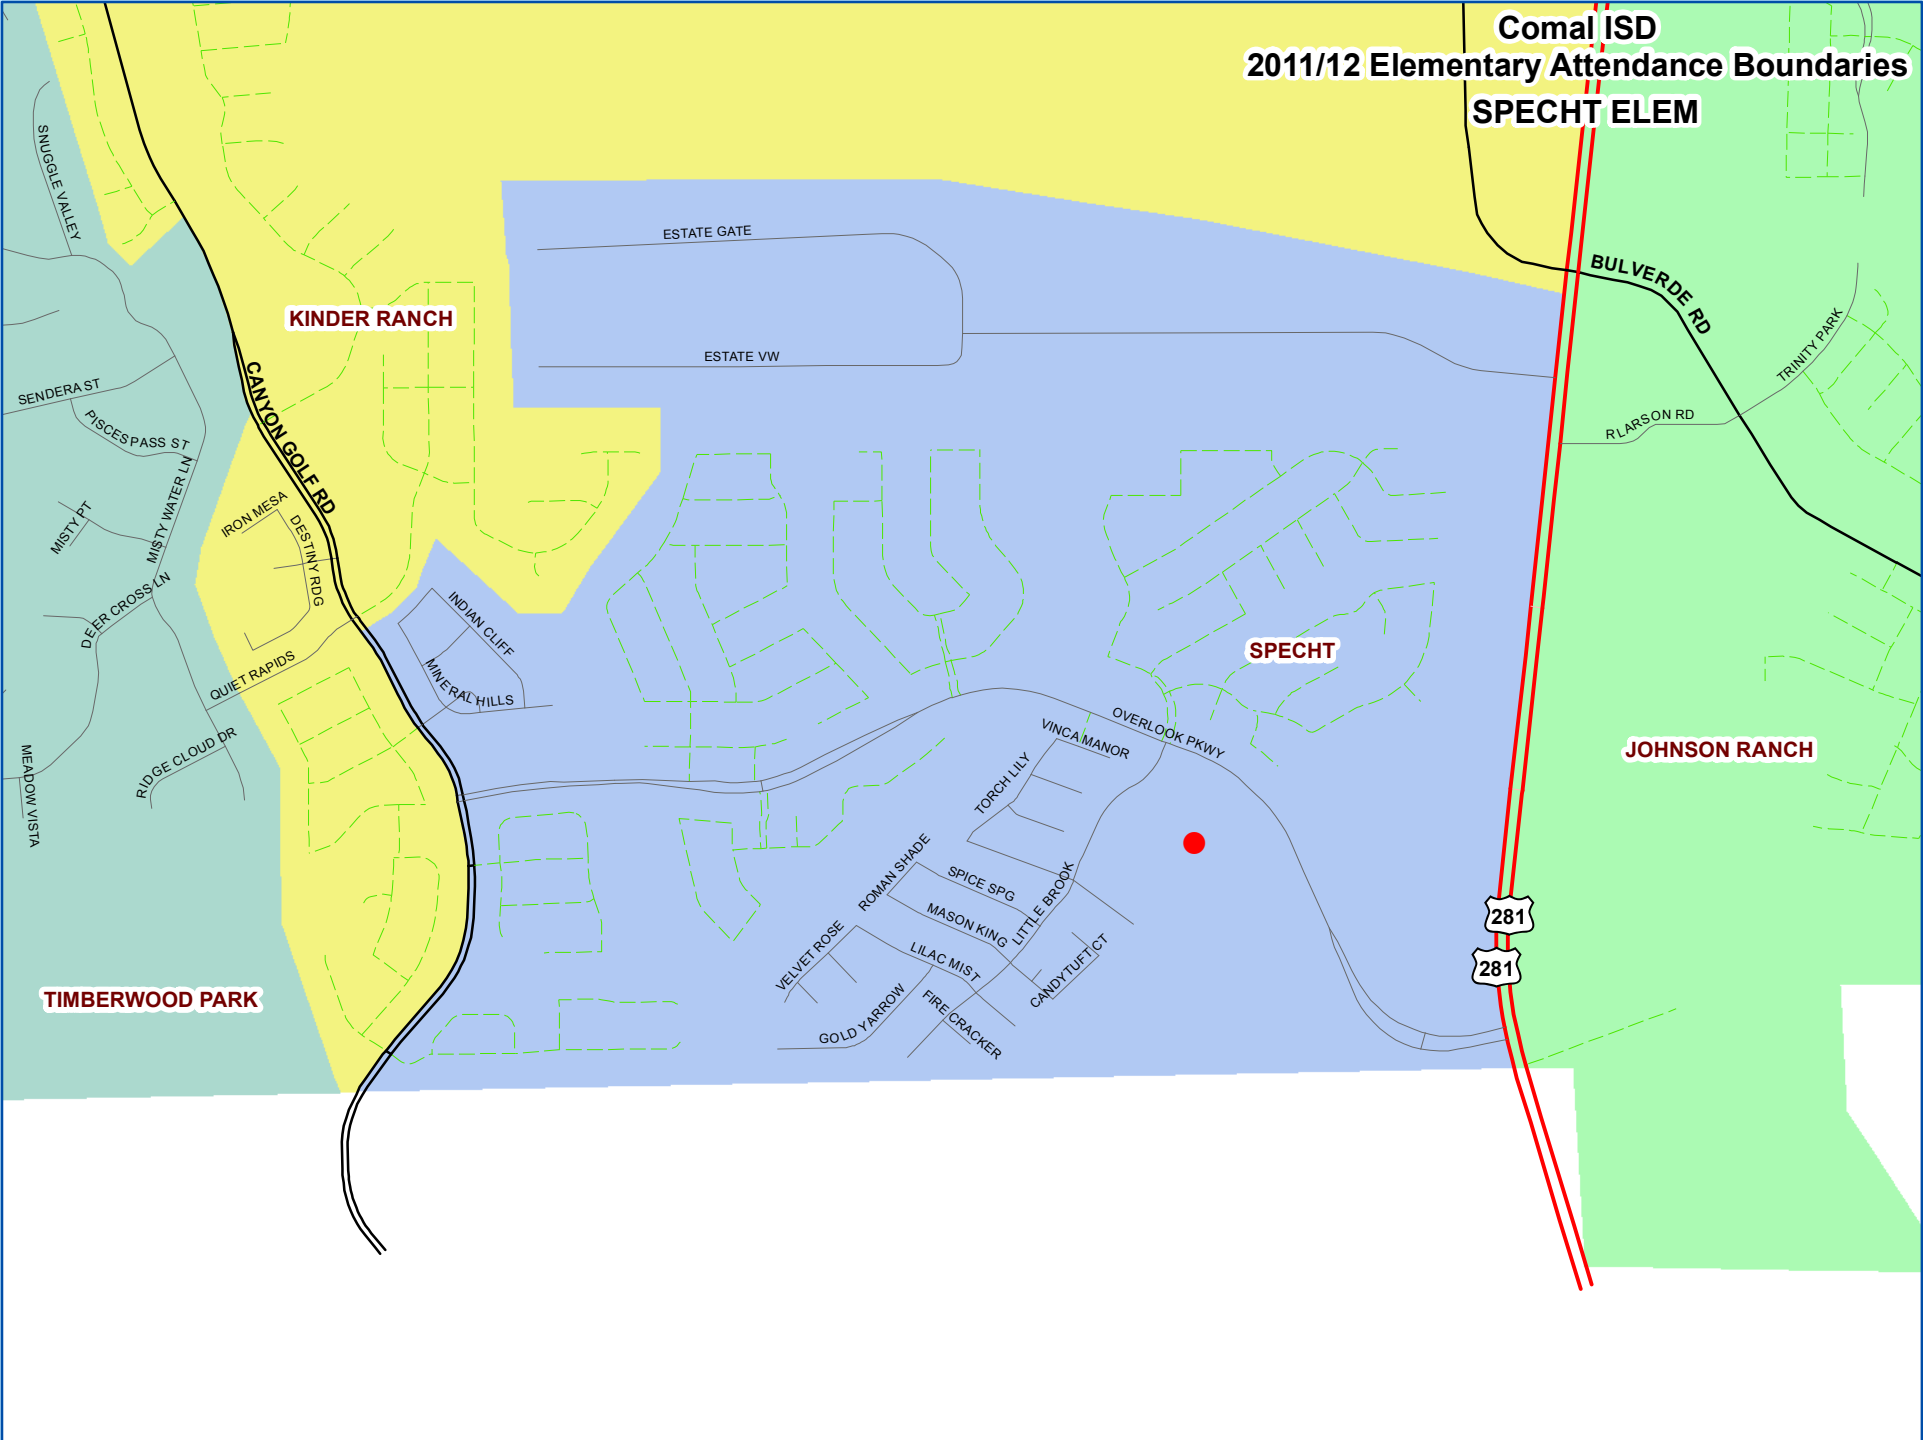 Comal ISD
2011/12 Elementary Attendance Boundaries
SPECHT ELEM
SNUGGLE VALLEY
ESTATE GATE
BULVERDE RD
KINDER RANCH
TRINITY PARK
ESTATE VW
CANYON GOLF RD
SENDERA ST
PISCES PASS ST
R LARSON RD
MISTY WATER LN
IRON MESA
MISTY PT
DESTINY RDG
DEER CROSS LN
INDIAN CLIFF
SPECHT
QUIET RAPIDS
MINERAL HILLS
OVERLOOK PKWY
VINCA MANOR
RIDGE CLOUD DR
JOHNSON RANCH
MEADOW VISTA
TORCH LILY
ROMAN SHADE
SPICE SPG
LITTLE BROOK
MASON KING
281
VELVET ROSE
LILAC MIST
CANDYTUFT CT
281
TIMBERWOOD PARK
GOLD YARROW
FIRE CRACKER